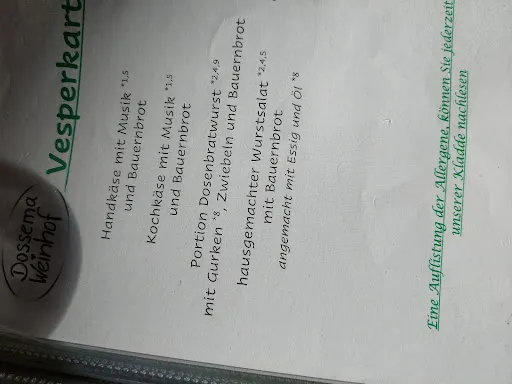 Dossema
Weinhof
Vesperkart
Handkäse mit Musik *1,5
und Bauernbrot
Kochkäse mit Musik *1,5
und Bauernbrot
Portion Dosenbratwurst *2,4,9
mit Gurken *8, Zwiebeln und Bauernbrot
hausgemachter Wurstsalat *2,4,5
mit Bauernbrot
angemacht mit Essig und Öl *8
Eine Auflistung der Allergene, können Sie jederzeit
unserer Kladde nachlesen